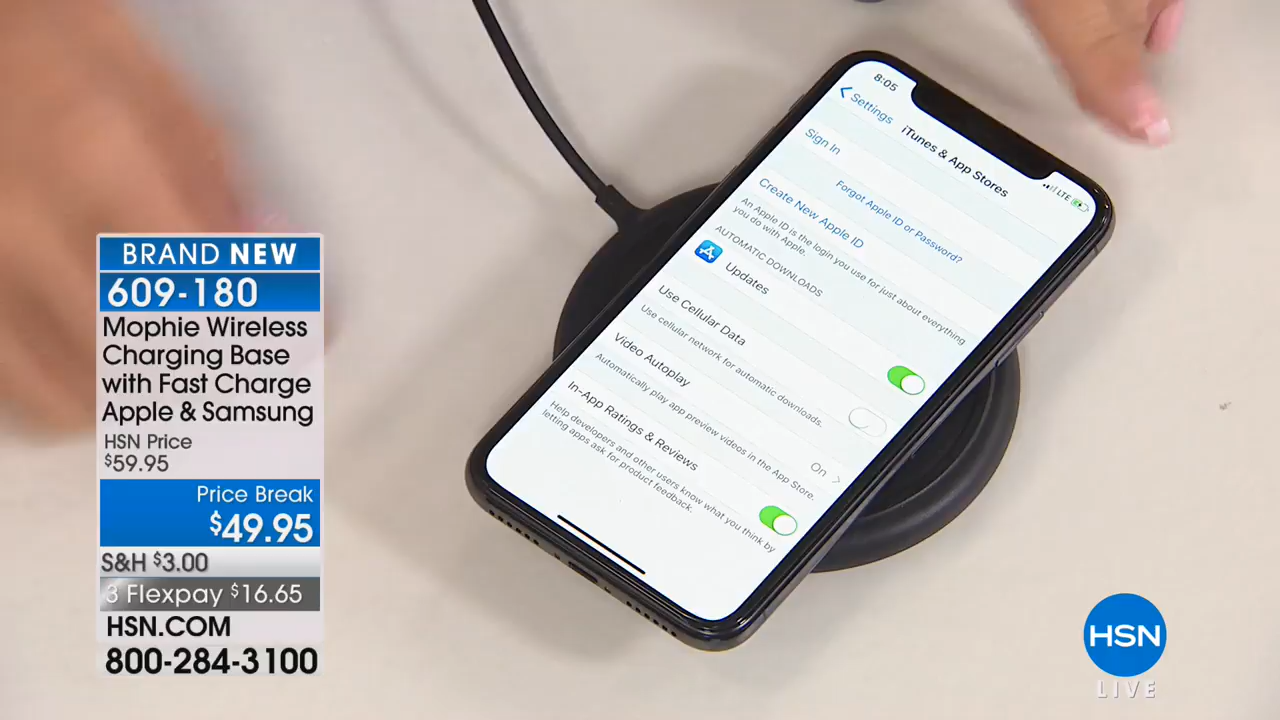 BRAND NEW
609-180
Mophie Wireless
Charging Base
with Fast Charge
Apple & Samsung
HSN Price
$59.95
Price Break
$49.95
S&H $3.00
3 Flexpay $16.65
HSN.COM
800-284-3100
8:05
LTE
Settings
iTunes & App Stores
Sign In
Forgot Apple ID or Password?
Create New Apple ID
An Apple ID is the login you use for just about everything
you do with Apple.
AUTOMATIC DOWNLOADS
Updates
Use Cellular Data
Use cellular network for automatic downloads.
Video Autoplay
On
Automatically play app preview videos in the App Store.
In-App Ratings & Reviews
Help developers and other users know what you think by
letting apps ask for product feedback.
HSN
LIVE